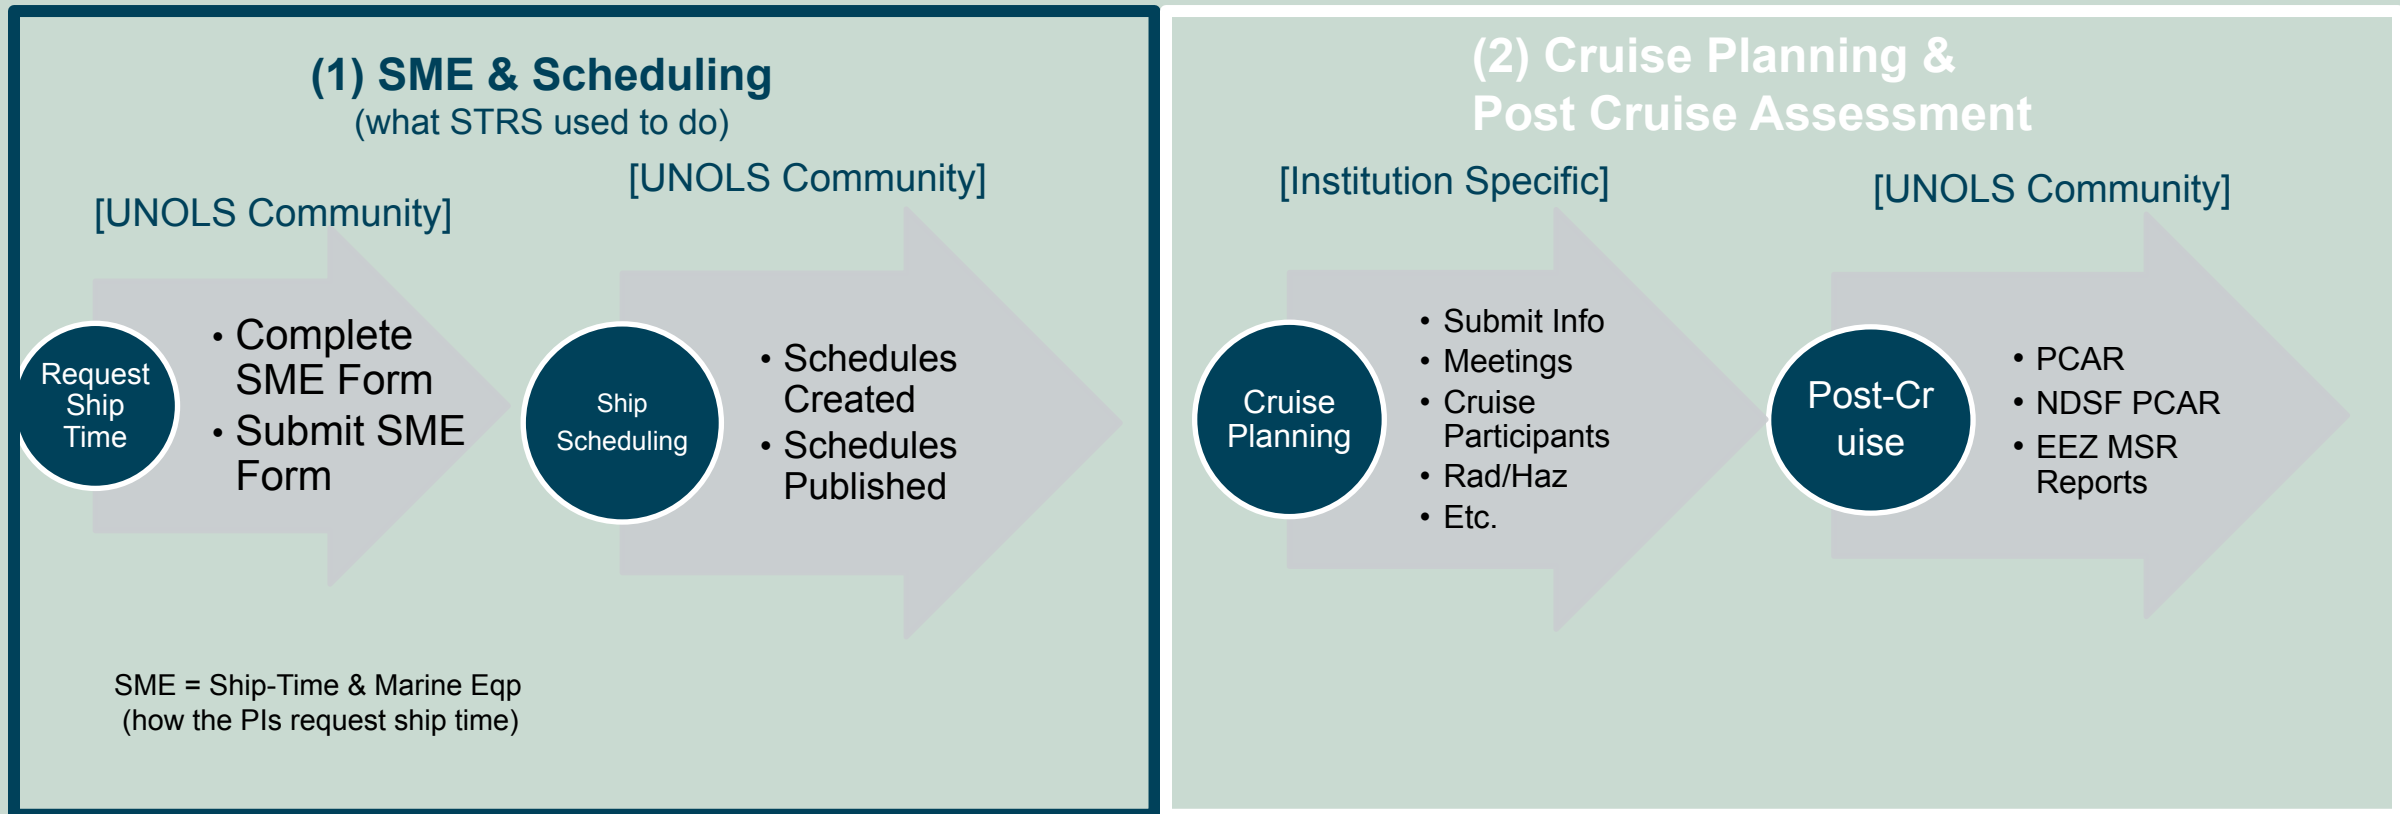 (1) SME & Scheduling
(what STRS used to do)
[UNOLS Community]
Request
Ship
Time
• Complete
SME Form
• Submit SME
Form
[UNOLS Community]
Ship
Scheduling
• Schedules
Created
• Schedules
Published
SME = Ship-Time & Marine Eqp
(how the PIs request ship time)
(2) Cruise Planning &
Post Cruise Assessment
[Institution Specific]
Cruise
Planning
• Submit Info
• Meetings
• Cruise
Participants
• Rad/Haz
• Etc.
[UNOLS Community]
Post-Cr
uise
• PCAR
• NDSF PCAR
• EEZ MSR
Reports